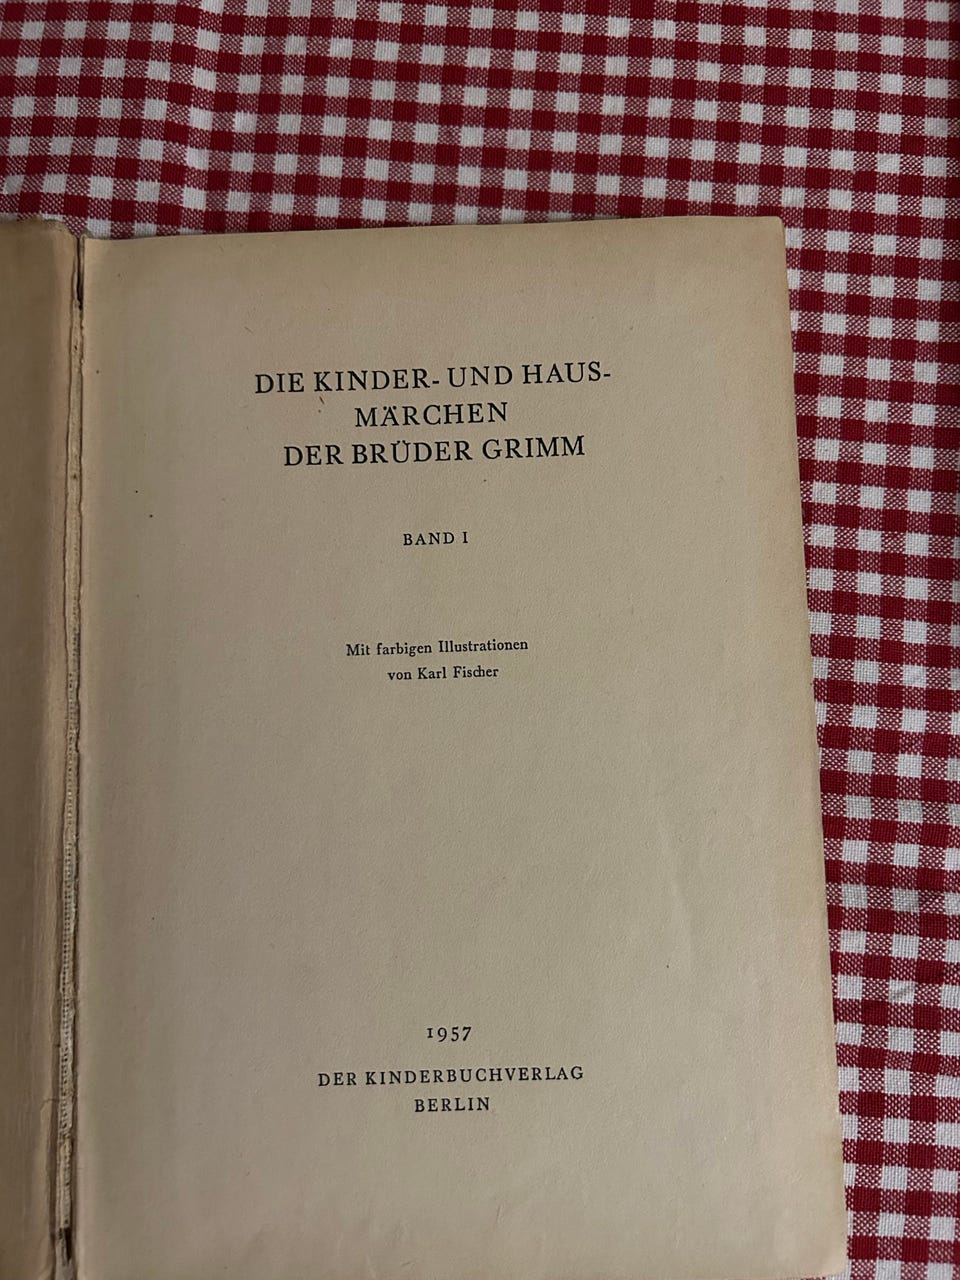 DIE KINDER- UND HAUS-
MÄRCHEN
DER BRÜDER GRIMM
BAND I
Mit farbigen Illustrationen
von Karl Fischer
1957
DER KINDERBUCHVERLAG
BERLIN